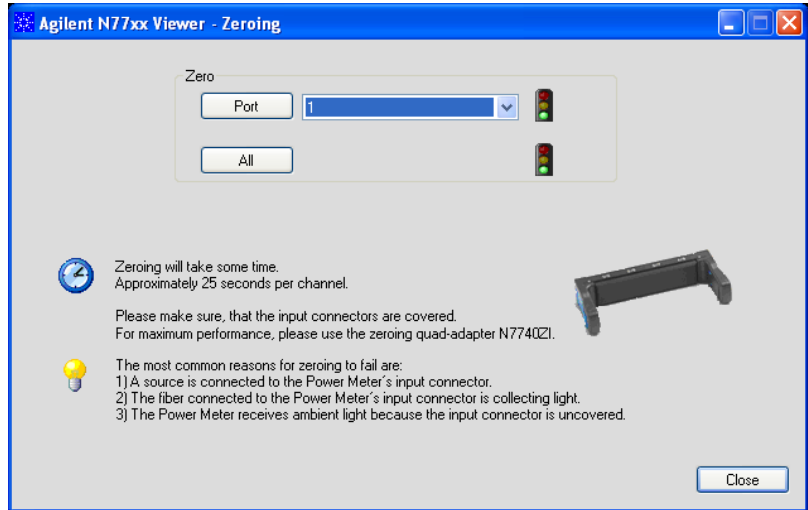 Agilent N77xx Viewer - Zeroing
Zero
Port
1
All
Zeroing will take some time.
Approximately 25 seconds per channel.
Please make sure, that the input connectors are covered.
For maximum performance, please use the zeroing quad-adapter N7740ZI.
The most common reasons for zeroing to fail are:
1) A source is connected to the Power Meter´s input connector.
2) The fiber connected to the Power Meter´s input connector is collecting light.
3) The Power Meter receives ambient light because the input connector is uncovered.
Close